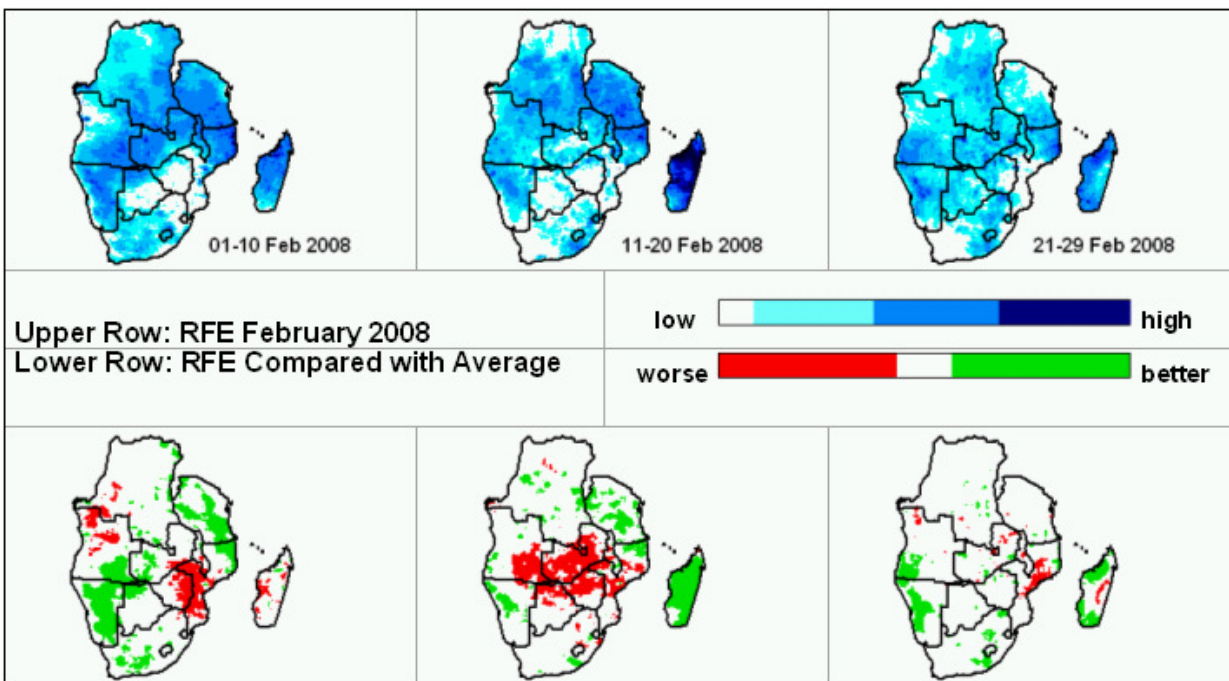 01-10 Feb 2008
11-20 Feb 2008
21-29 Feb 2008
Upper Row: RFE February 2008
low
high
Lower Row: RFE Compared with Average
worse
better